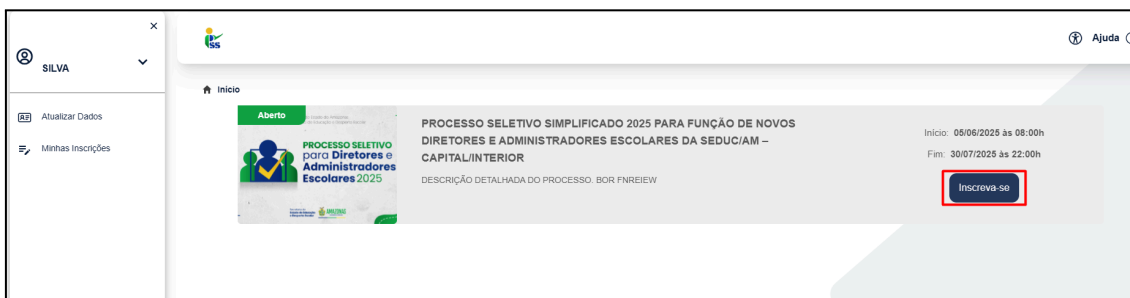 ×
SILVA
Atualizar Dados
Minhas Inscrições
PSS
Ajuda
Início
Aberto
PROCESSO SELETIVO
para Diretores e
Administradores
Escolares 2025
AMAZONAS
PROCESSO SELETIVO SIMPLIFICADO 2025 PARA FUNÇÃO DE NOVOS
DIRETORES E ADMINISTRADORES ESCOLARES DA SEDUC/AM –
CAPITAL/INTERIOR
DESCRIÇÃO DETALHADA DO PROCESSO. BOR FNREIEW
Início: 05/06/2025 às 08:00h
Fim: 30/07/2025 às 22:00h
Inscreva-se